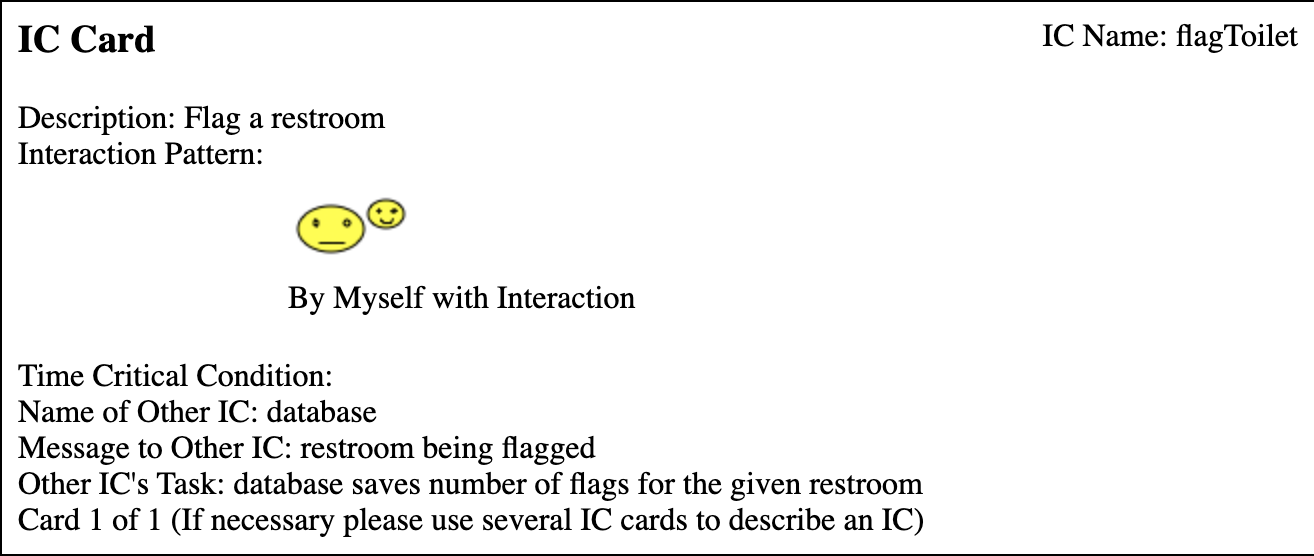 IC Card
IC Name: flagToilet
Description: Flag a restroom
Interaction Pattern:
By Myself with Interaction
Time Critical Condition:
Name of Other IC: database
Message to Other IC: restroom being flagged
Other IC's Task: database saves number of flags for the given restroom
Card 1 of 1 (If necessary please use several IC cards to describe an IC)